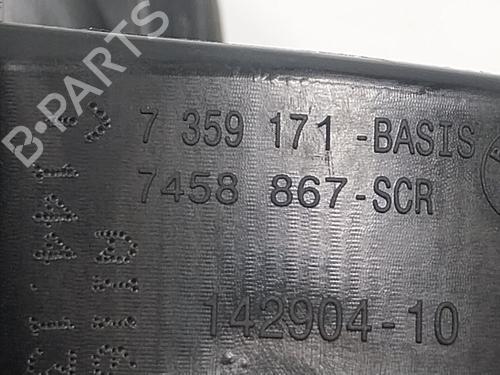 B-PARTS
7 359 171 -BASIS
7458 867-SCR
142904-10